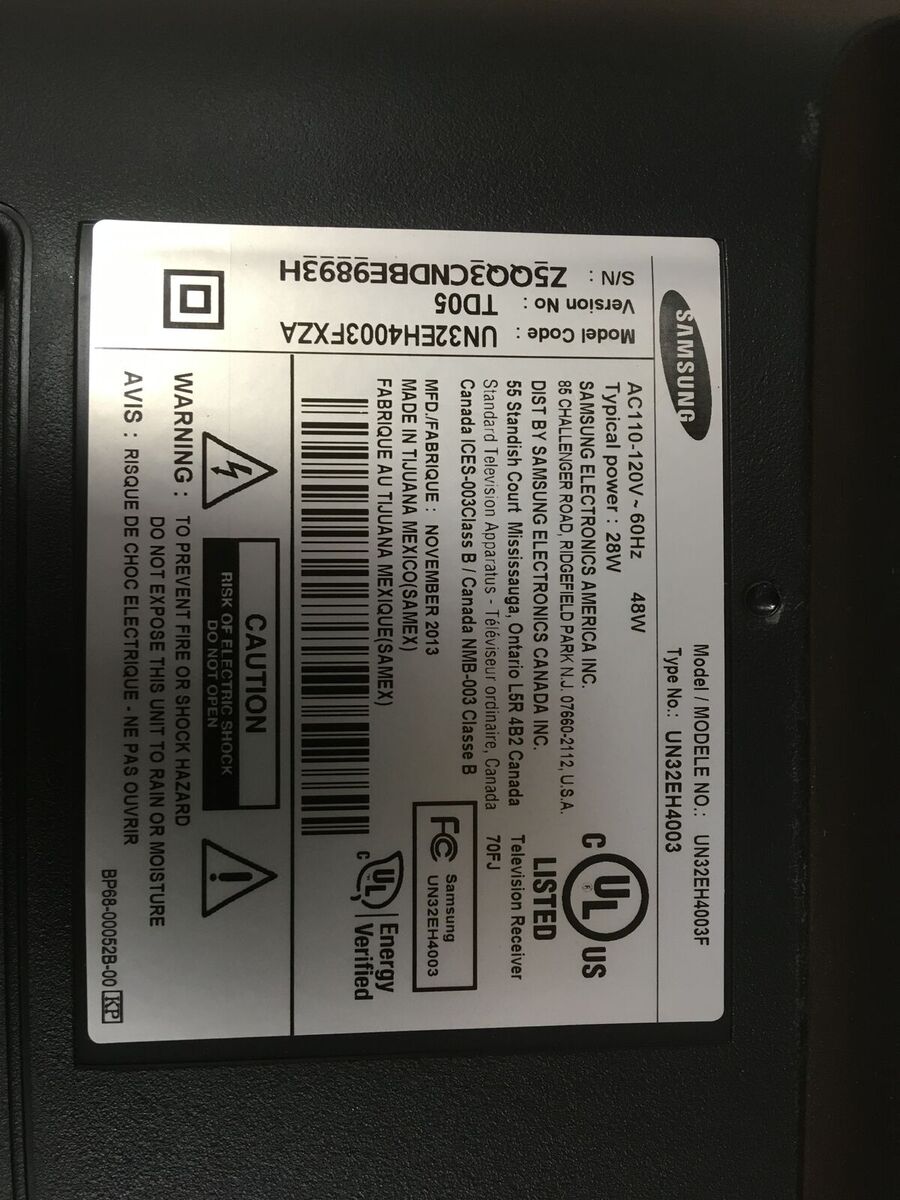 SAMSUNG
Model / MODELE NO.: UN32EH4003F
Type No.: UN32EH4003
Model Code : UN32EH4003FXZA
Version No : TD05
S/N : Z5QQ3CNDBE9893H
AC110-120V~ 60Hz 48W
Typical power : 28W
SAMSUNG ELECTRONICS AMERICA INC.
85 CHALLENGER ROAD, RIDGEFIELD PARK N.J. 07660-2112, U.S.A.
DIST BY SAMSUNG ELECTRONICS CANADA INC.
55 Standish Court Mississauga, Ontario L5R 4B2 Canada
Standard Television Apparatus - Téléviseur ordinaire, Canada
Canada ICES-003Class B / Canada NMB-003 Classe B
MFD./FABRIQUE : NOVEMBER 2013
MADE IN TIJUANA MEXICO(SAMEX)
FABRIQUE AU TIJUANA MEXIQUE(SAMEX)
C UL US
LISTED
Television Receiver
70FJ
FC Samsung
UN32EH4003
C UL Energy
Verified
CAUTION
RISK OF ELECTRIC SHOCK
DO NOT OPEN
WARNING : TO PREVENT FIRE OR SHOCK HAZARD
DO NOT EXPOSE THIS UNIT TO RAIN OR MOISTURE
AVIS : RISQUE DE CHOC ELECTRIQUE - NE PAS OUVRIR
BP68-00052B-00 KP